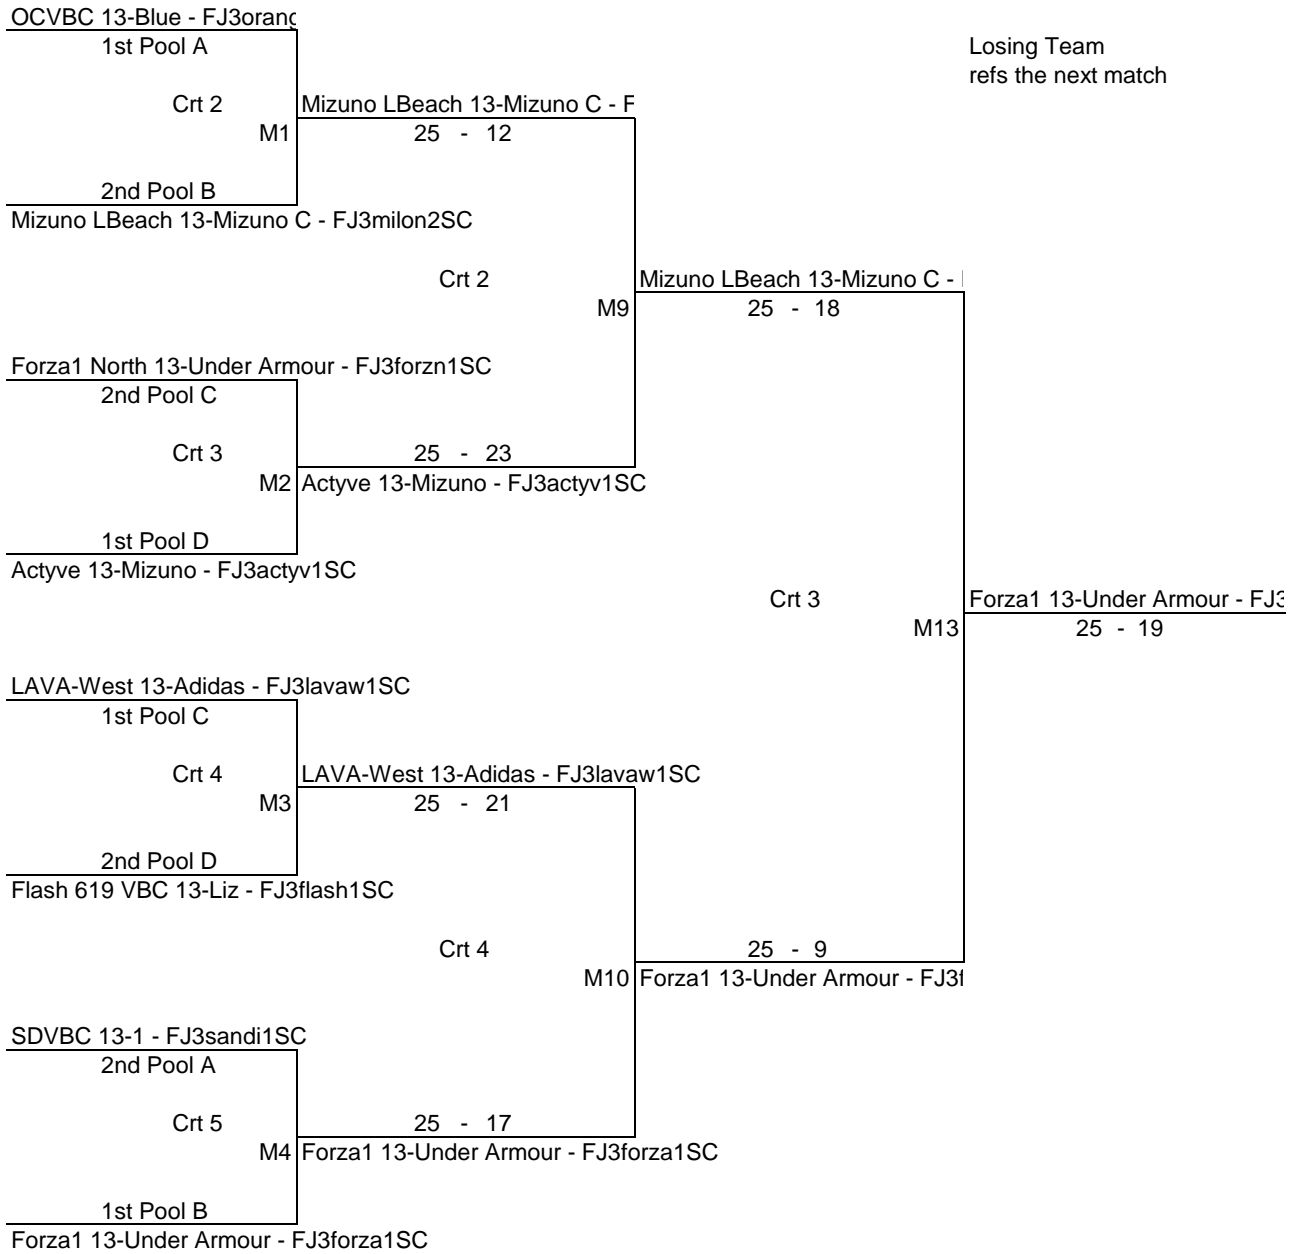 OCVBC 13-Blue - FJ3orang
1st Pool A
Losing Team
refs the next match
Crt 2
Mizuno LBeach 13-Mizuno C - F
M1
25 - 12
2nd Pool B
Mizuno LBeach 13-Mizuno C - FJ3milon2SC
Crt 2
Mizuno LBeach 13-Mizuno C -
M9
25 - 18
Forza1 North 13-Under Armour - FJ3forzn1SC
2nd Pool C
Crt 3
25 - 23
M2
Actyve 13-Mizuno - FJ3actyv1SC
1st Pool D
Actyve 13-Mizuno - FJ3actyv1SC
Crt 3
Forza1 13-Under Armour - FJ3
M13
25 - 19
LAVA-West 13-Adidas - FJ3lavaw1SC
1st Pool C
Crt 4
LAVA-West 13-Adidas - FJ3lavaw1SC
M3
25 - 21
2nd Pool D
Flash 619 VBC 13-Liz - FJ3flash1SC
Crt 4
25 - 9
M10
Forza1 13-Under Armour - FJ3f
SDVBC 13-1 - FJ3sandi1SC
2nd Pool A
Crt 5
25 - 17
M4
Forza1 13-Under Armour - FJ3forza1SC
1st Pool B
Forza1 13-Under Armour - FJ3forza1SC